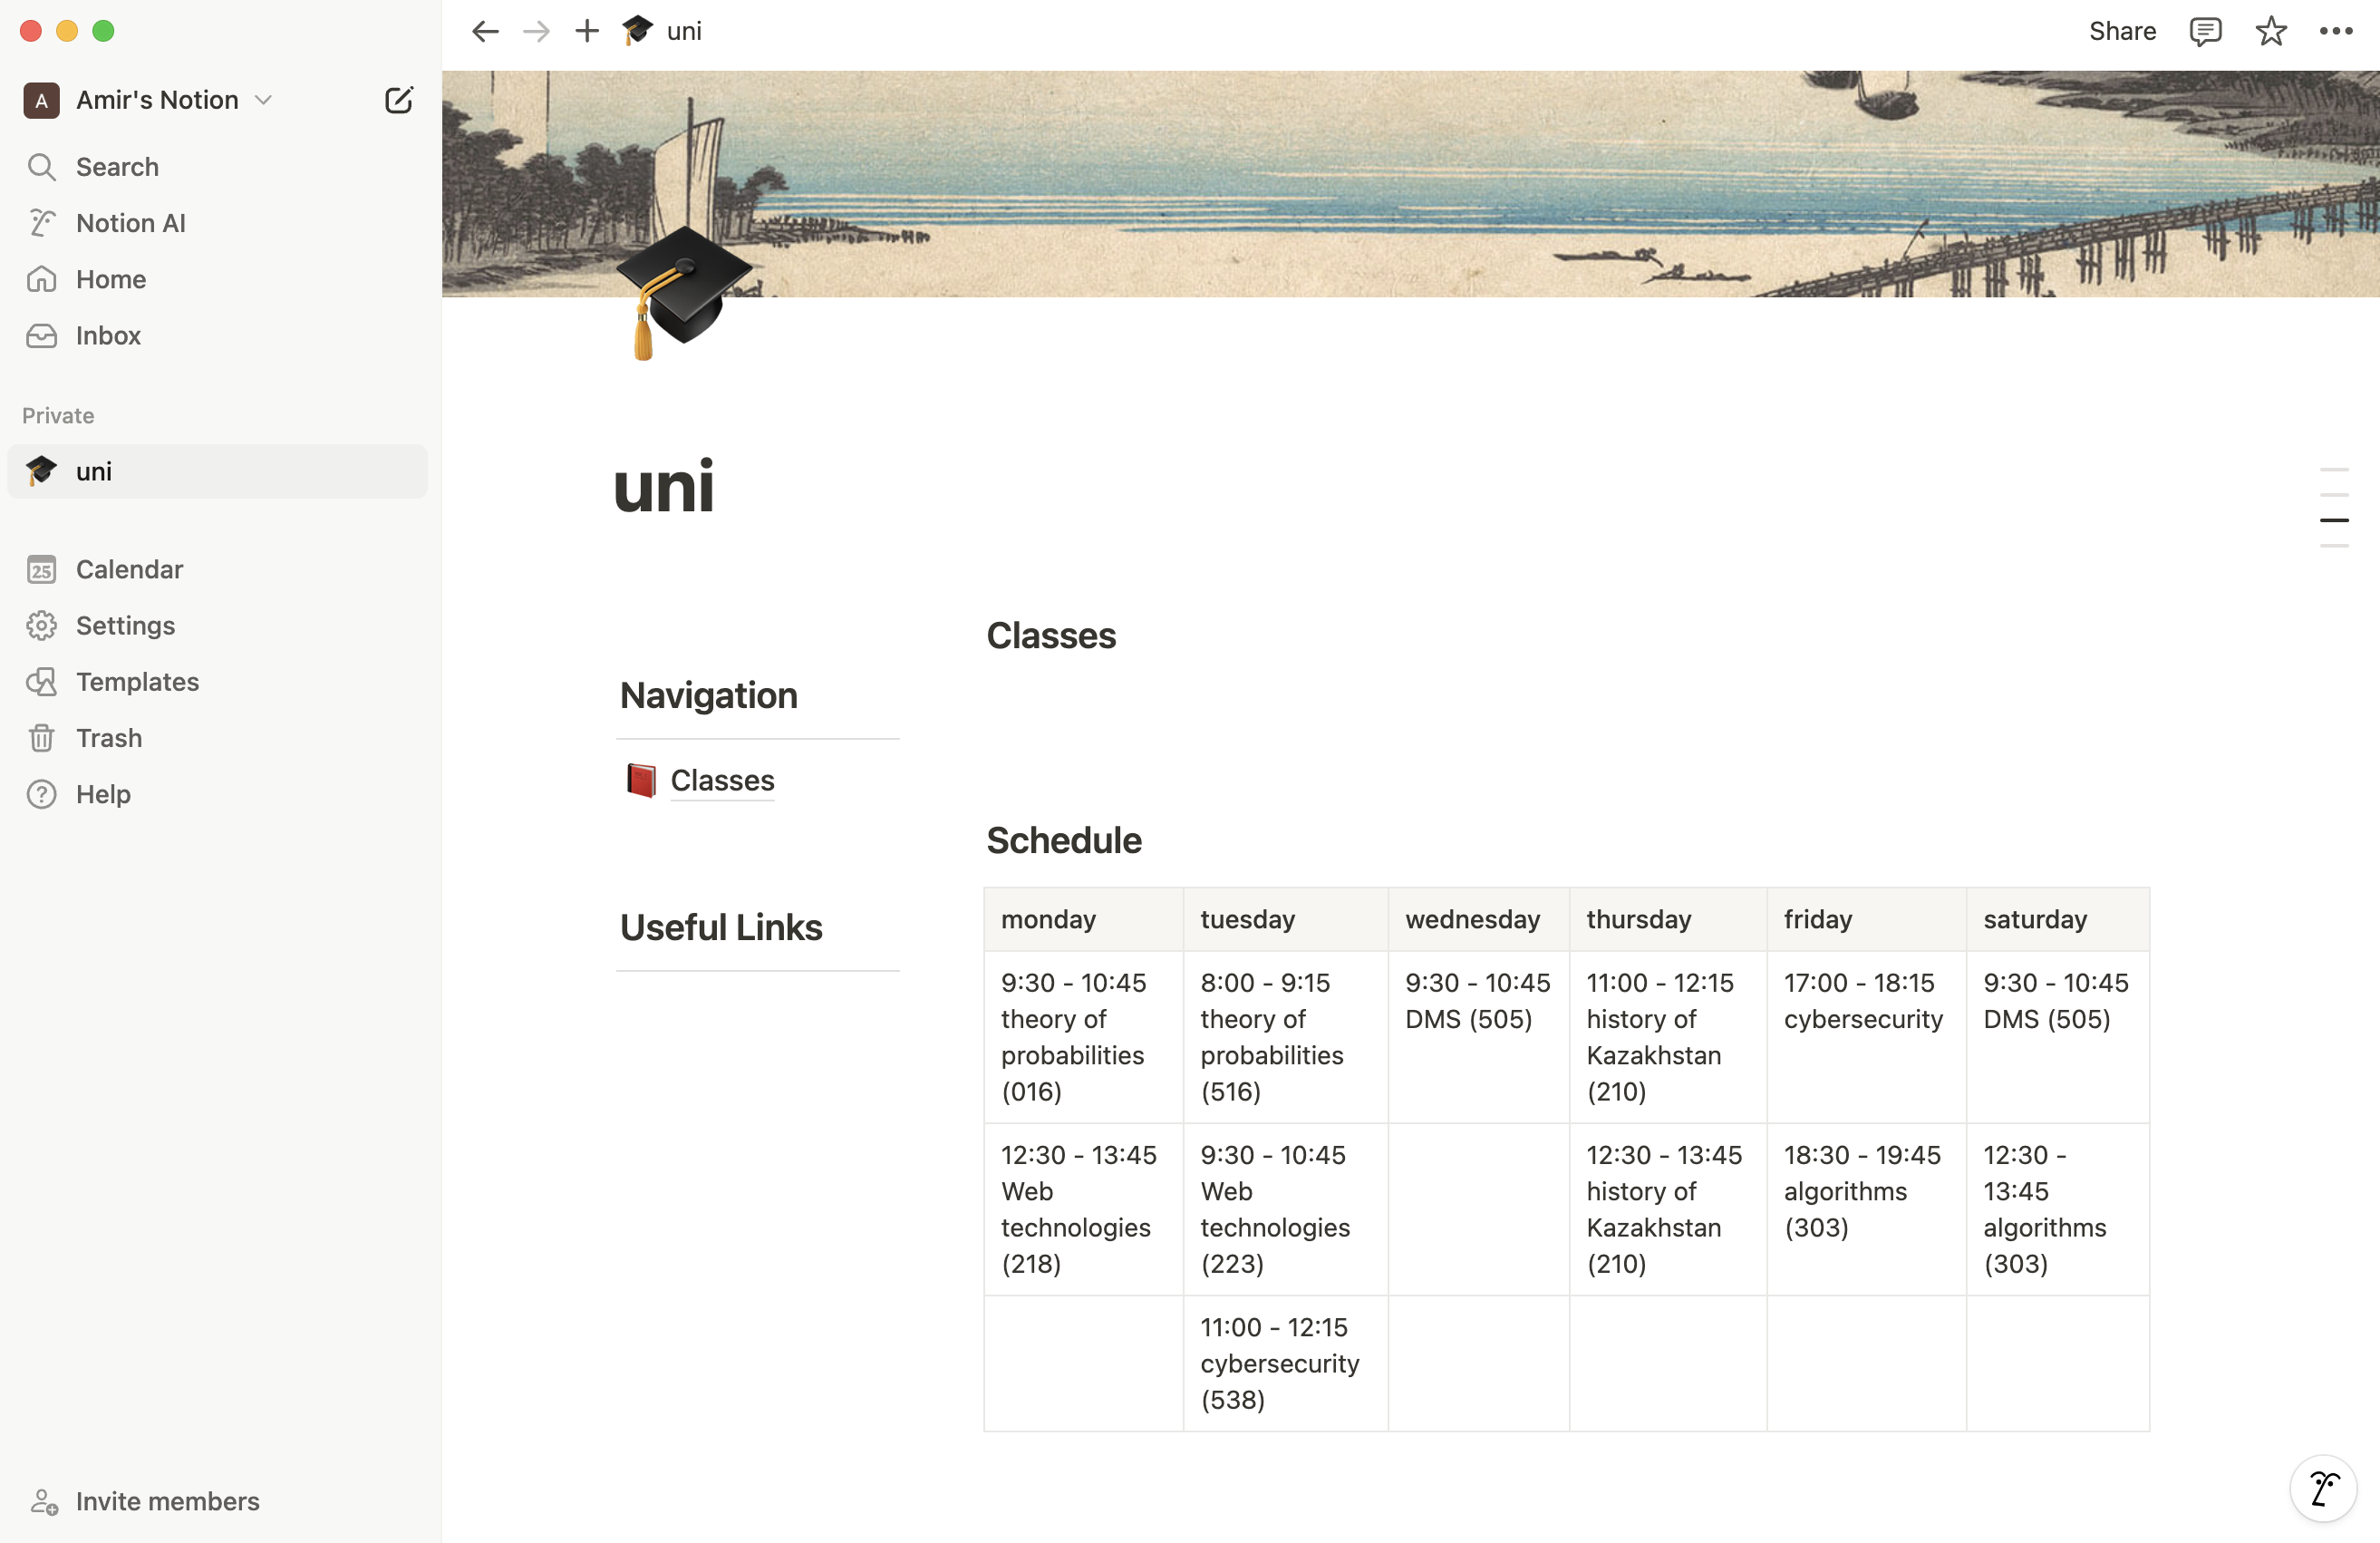 uni
Share
A
Amir's Notion
Search
Notion AI
Home
Inbox
Private
uni
25
Calendar
Settings
Templates
Trash
Help
Invite members
uni
Navigation
Classes
Useful Links
Classes
Schedule
monday
tuesday
wednesday
thursday
friday
saturday
9:30 - 10:45
theory of
probabilities
(016)
8:00 - 9:15
theory of
probabilities
(516)
9:30 - 10:45
DMS (505)
11:00 - 12:15
history of
Kazakhstan
(210)
17:00 - 18:15
cybersecurity
9:30 - 10:45
DMS (505)
12:30 - 13:45
Web
technologies
(218)
9:30 - 10:45
Web
technologies
(223)
12:30 - 13:45
history of
Kazakhstan
(210)
18:30 - 19:45
algorithms
(303)
12:30 -
13:45
algorithms
(303)
11:00 - 12:15
cybersecurity
(538)